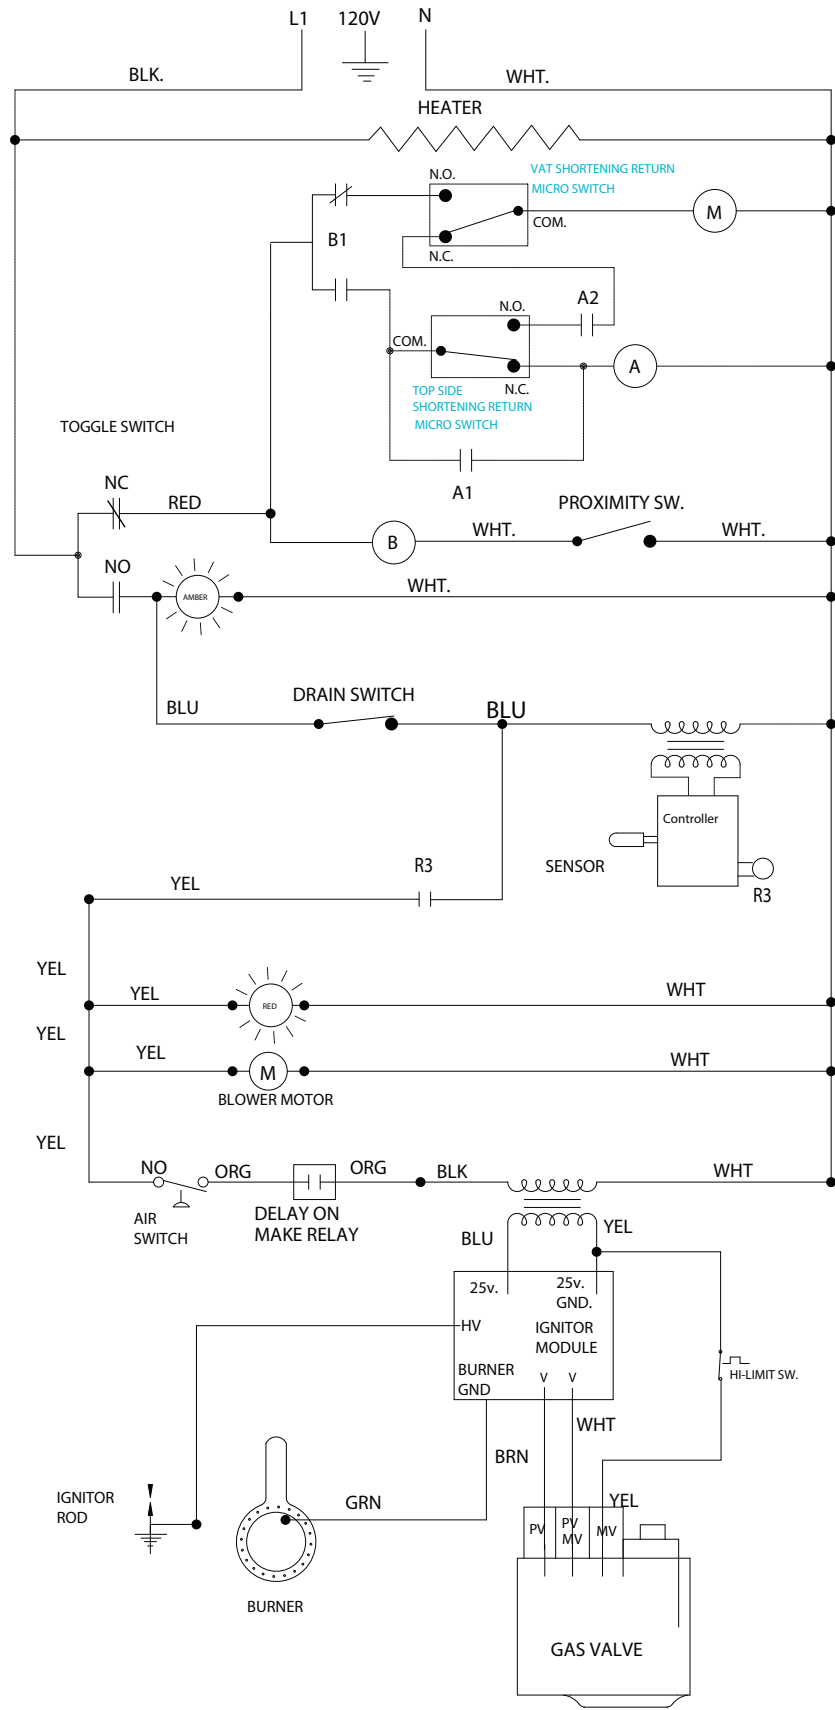 L1
120V
N
BLK.
WHT.
HEATER
VAT SHORTENING RETURN
MICRO SWITCH
N.O.
COM.
M
B1
N.C.
A2
N.O.
COM.
A
N.C.
TOP SIDE
SHORTENING RETURN
MICRO SWITCH
TOGGLE SWITCH
A1
NC
RED
PROXIMITY SW.
B
WHT.
WHT.
NO
AMBER
WHT.
DRAIN SWITCH
BLU
BLU
Controller
SENSOR
R3
R3
YEL
YEL
YEL
RED
WHT
YEL
YEL
M
WHT
BLOWER MOTOR
YEL
NO
ORG
ORG
BLK
WHT
AIR
SWITCH
DELAY ON
MAKE RELAY
BLU
YEL
25v.
25v.
GND.
HV
IGNITOR
MODULE
BURNER
GND
V
V
HI-LIMIT SW.
WHT
BRN
IGNITOR
ROD
GRN
YEL
PV
PV
MV
MV
BURNER
GAS VALVE